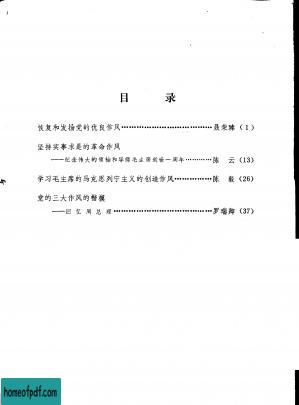 目 录
恢复和发扬党的优良作风……………………………聂荣臻（1）
坚持实事求是的革命作风
——纪念伟大的领袖和导师毛主席逝世一周年…………陈 云（13）
学习毛主席的马克思列宁主义的创造作风……………陈 毅（26）
党的三大作风的楷模
——回忆周总理……………………………罗瑞卿（37）
homeofpdf.com
homeofpdf.com